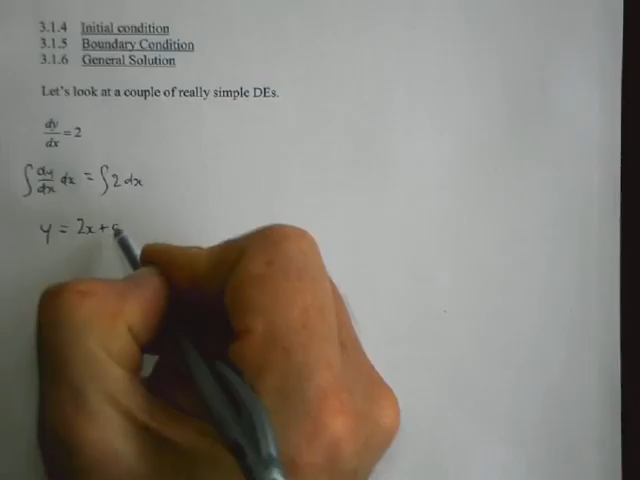 3.1.4 Initial condition
3.1.5 Boundary Condition
3.1.6 General Solution
Let's look at a couple of really simple DEs.
dy/dx = 2
∫ dy/dx dx = ∫ 2 dx
y = 2x +